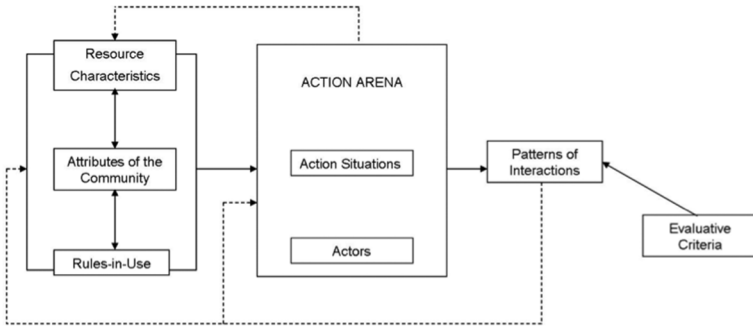 Resource
Characteristics
Attributes of the
Community
Rules-in-Use
ACTION ARENA
Action Situations
Actors
Patterns of
Interactions
Evaluative
Criteria